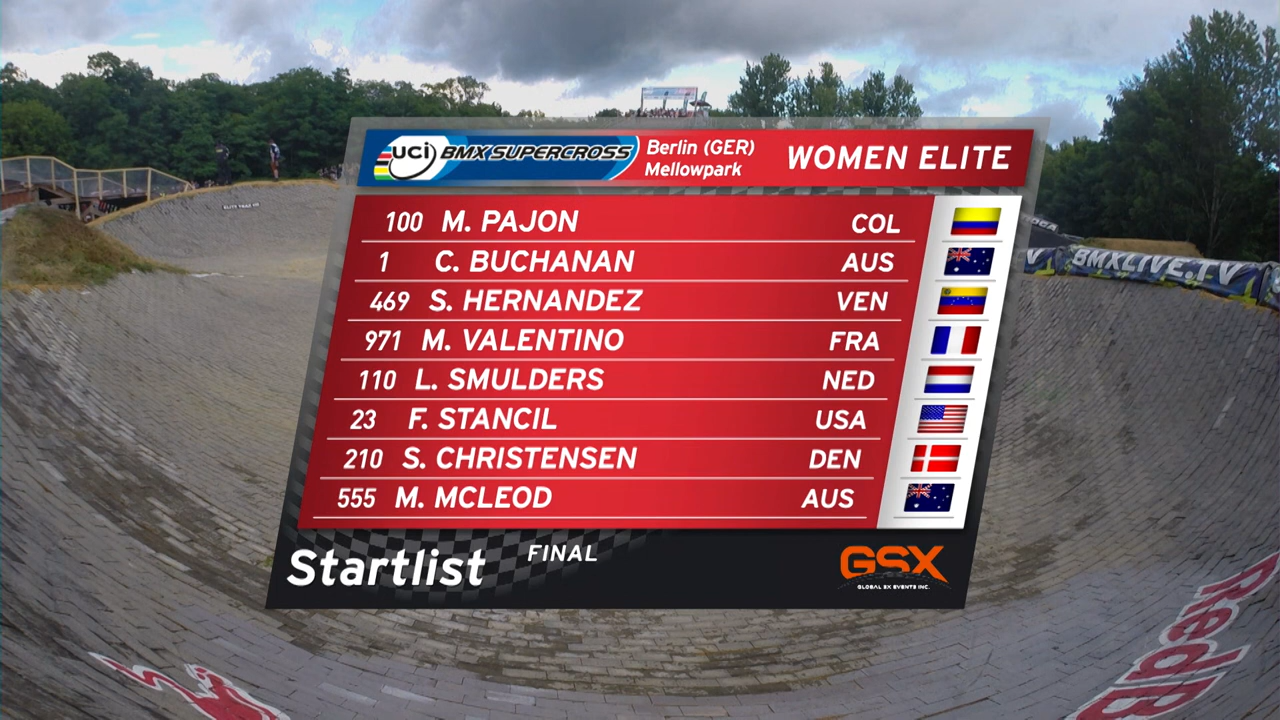 UCI BMX SUPERCROSS
Berlin (GER)
Mellowpark
WOMEN ELITE
100 M. PAJON COL
1 C. BUCHANAN AUS
469 S. HERNANDEZ VEN
971 M. VALENTINO FRA
110 L. SMULDERS NED
23 F. STANCIL USA
210 S. CHRISTENSEN DEN
555 M. MCLEOD AUS
Startlist
FINAL
GSX
GLOBAL SX EVENTS INC.
BMXLIVE.TV
RedB